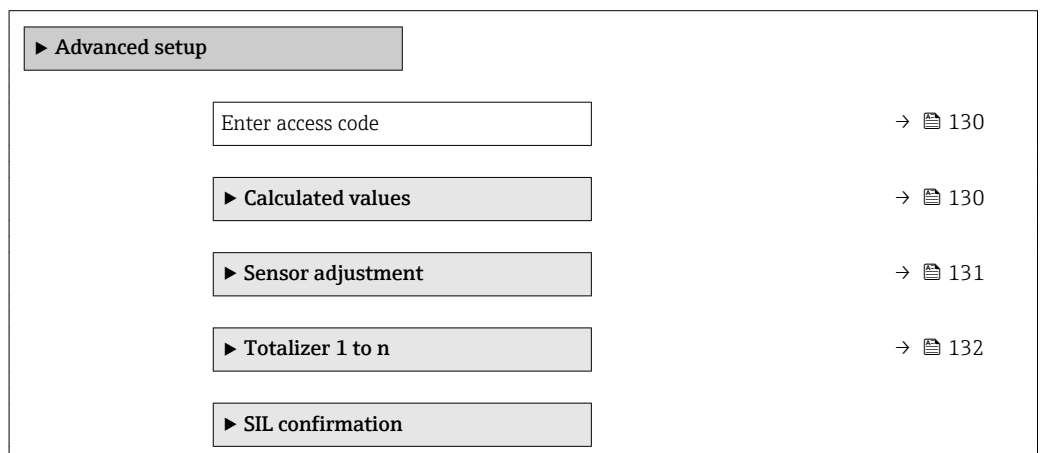 ▶ Advanced setup
Enter access code → 130
▶ Calculated values → 130
▶ Sensor adjustment → 131
▶ Totalizer 1 to n → 132
▶ SIL confirmation